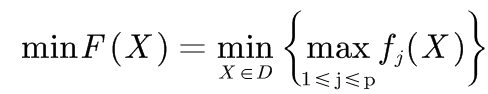 min F(X) = min_{X∈D} { max_{1≤j≤p} f_j(X) }